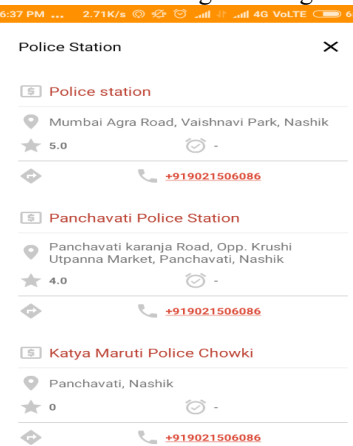 6:37 PM ... 2.71K/s 4G VoLTE 6
Police Station
Police station
Mumbai Agra Road, Vaishnavi Park, Nashik
5.0 -
+919021506086
Panchavati Police Station
Panchavati karanja Road, Opp. Krushi
Utpanna Market, Panchavati, Nashik
4.0 -
+919021506086
Katya Maruti Police Chowki
Panchavati, Nashik
0 -
+919021506086